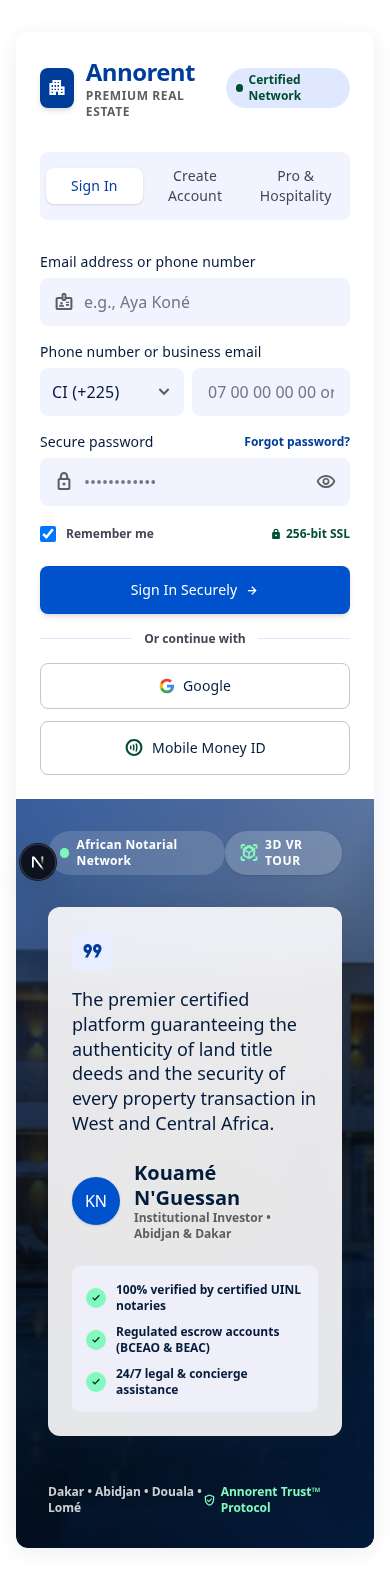 Annorent
PREMIUM REAL
ESTATE
Certified
Network
Sign In
Create
Account
Pro &
Hospitality
Email address or phone number
e.g., Aya Koné
Phone number or business email
CI (+225)
07 00 00 00 00 or
Secure password
Forgot password?
••••••••••••
Remember me
256-bit SSL
Sign In Securely →
Or continue with
Google
Mobile Money ID
African Notarial
Network
3D VR
TOUR
N
The premier certified
platform guaranteeing the
authenticity of land title
deeds and the security of
every property transaction in
West and Central Africa.
KN
Kouamé
N'Guessan
Institutional Investor •
Abidjan & Dakar
100% verified by certified UINL
notaries
Regulated escrow accounts
(BCEAO & BEAC)
24/7 legal & concierge
assistance
Dakar • Abidjan • Douala •
Lomé
Annorent Trust™
Protocol